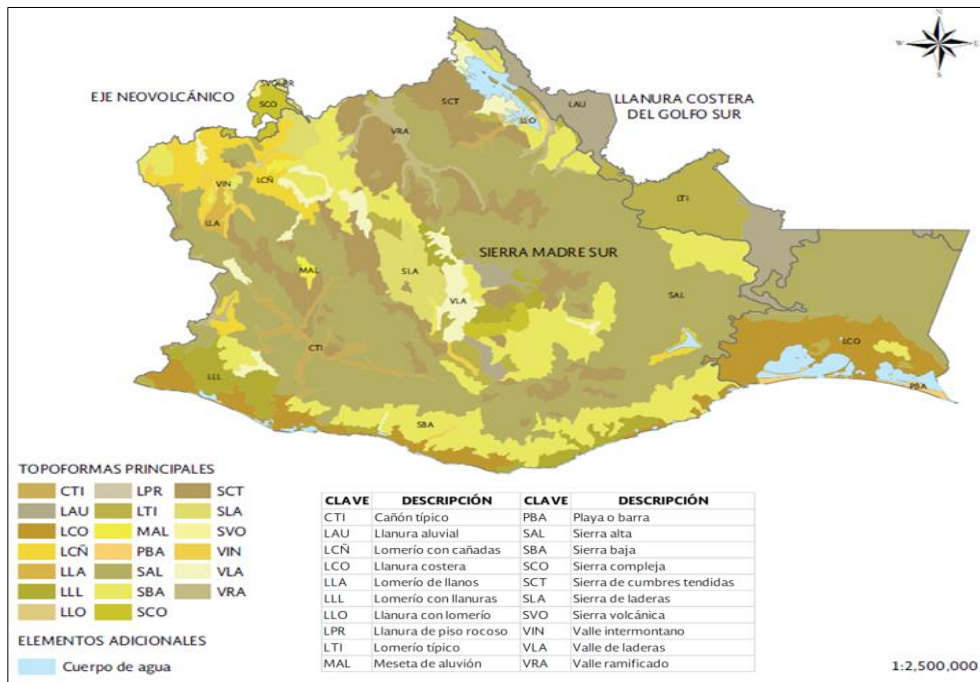 N
W E
S
EJE NEOVOLCÁNICO
LLANURA COSTERA
DEL GOLFO SUR
SIERRA MADRE SUR
SCO
SCT
LAU
LLO
VRA
VIN
LCÑ
LLA
LTI
MAL
SLA
VLA
SAL
CTI
LCO
LLL
PBA
SBA
TOPOFORMAS PRINCIPALES
CTI LPR SCT
LAU LTI SLA
LCO MAL SVO
LCÑ PBA VIN
LLA SAL VLA
LLL SBA VRA
LLO SCO
ELEMENTOS ADICIONALES
Cuerpo de agua
CLAVE DESCRIPCIÓN CLAVE DESCRIPCIÓN
CTI Cañón típico PBA Playa o barra
LAU Llanura aluvial SAL Sierra alta
LCÑ Lomerío con cañadas SBA Sierra baja
LCO Llanura costera SCO Sierra compleja
LLA Lomerío de llanos SCT Sierra de cumbres tendidas
LLL Lomerío con llanuras SLA Sierra de laderas
LLO Llanura con lomerío SVO Sierra volcánica
LPR Llanura de piso rocoso VIN Valle intermontano
LTI Lomerío típico VLA Valle de laderas
MAL Meseta de aluvión VRA Valle ramificado
1:2,500,000